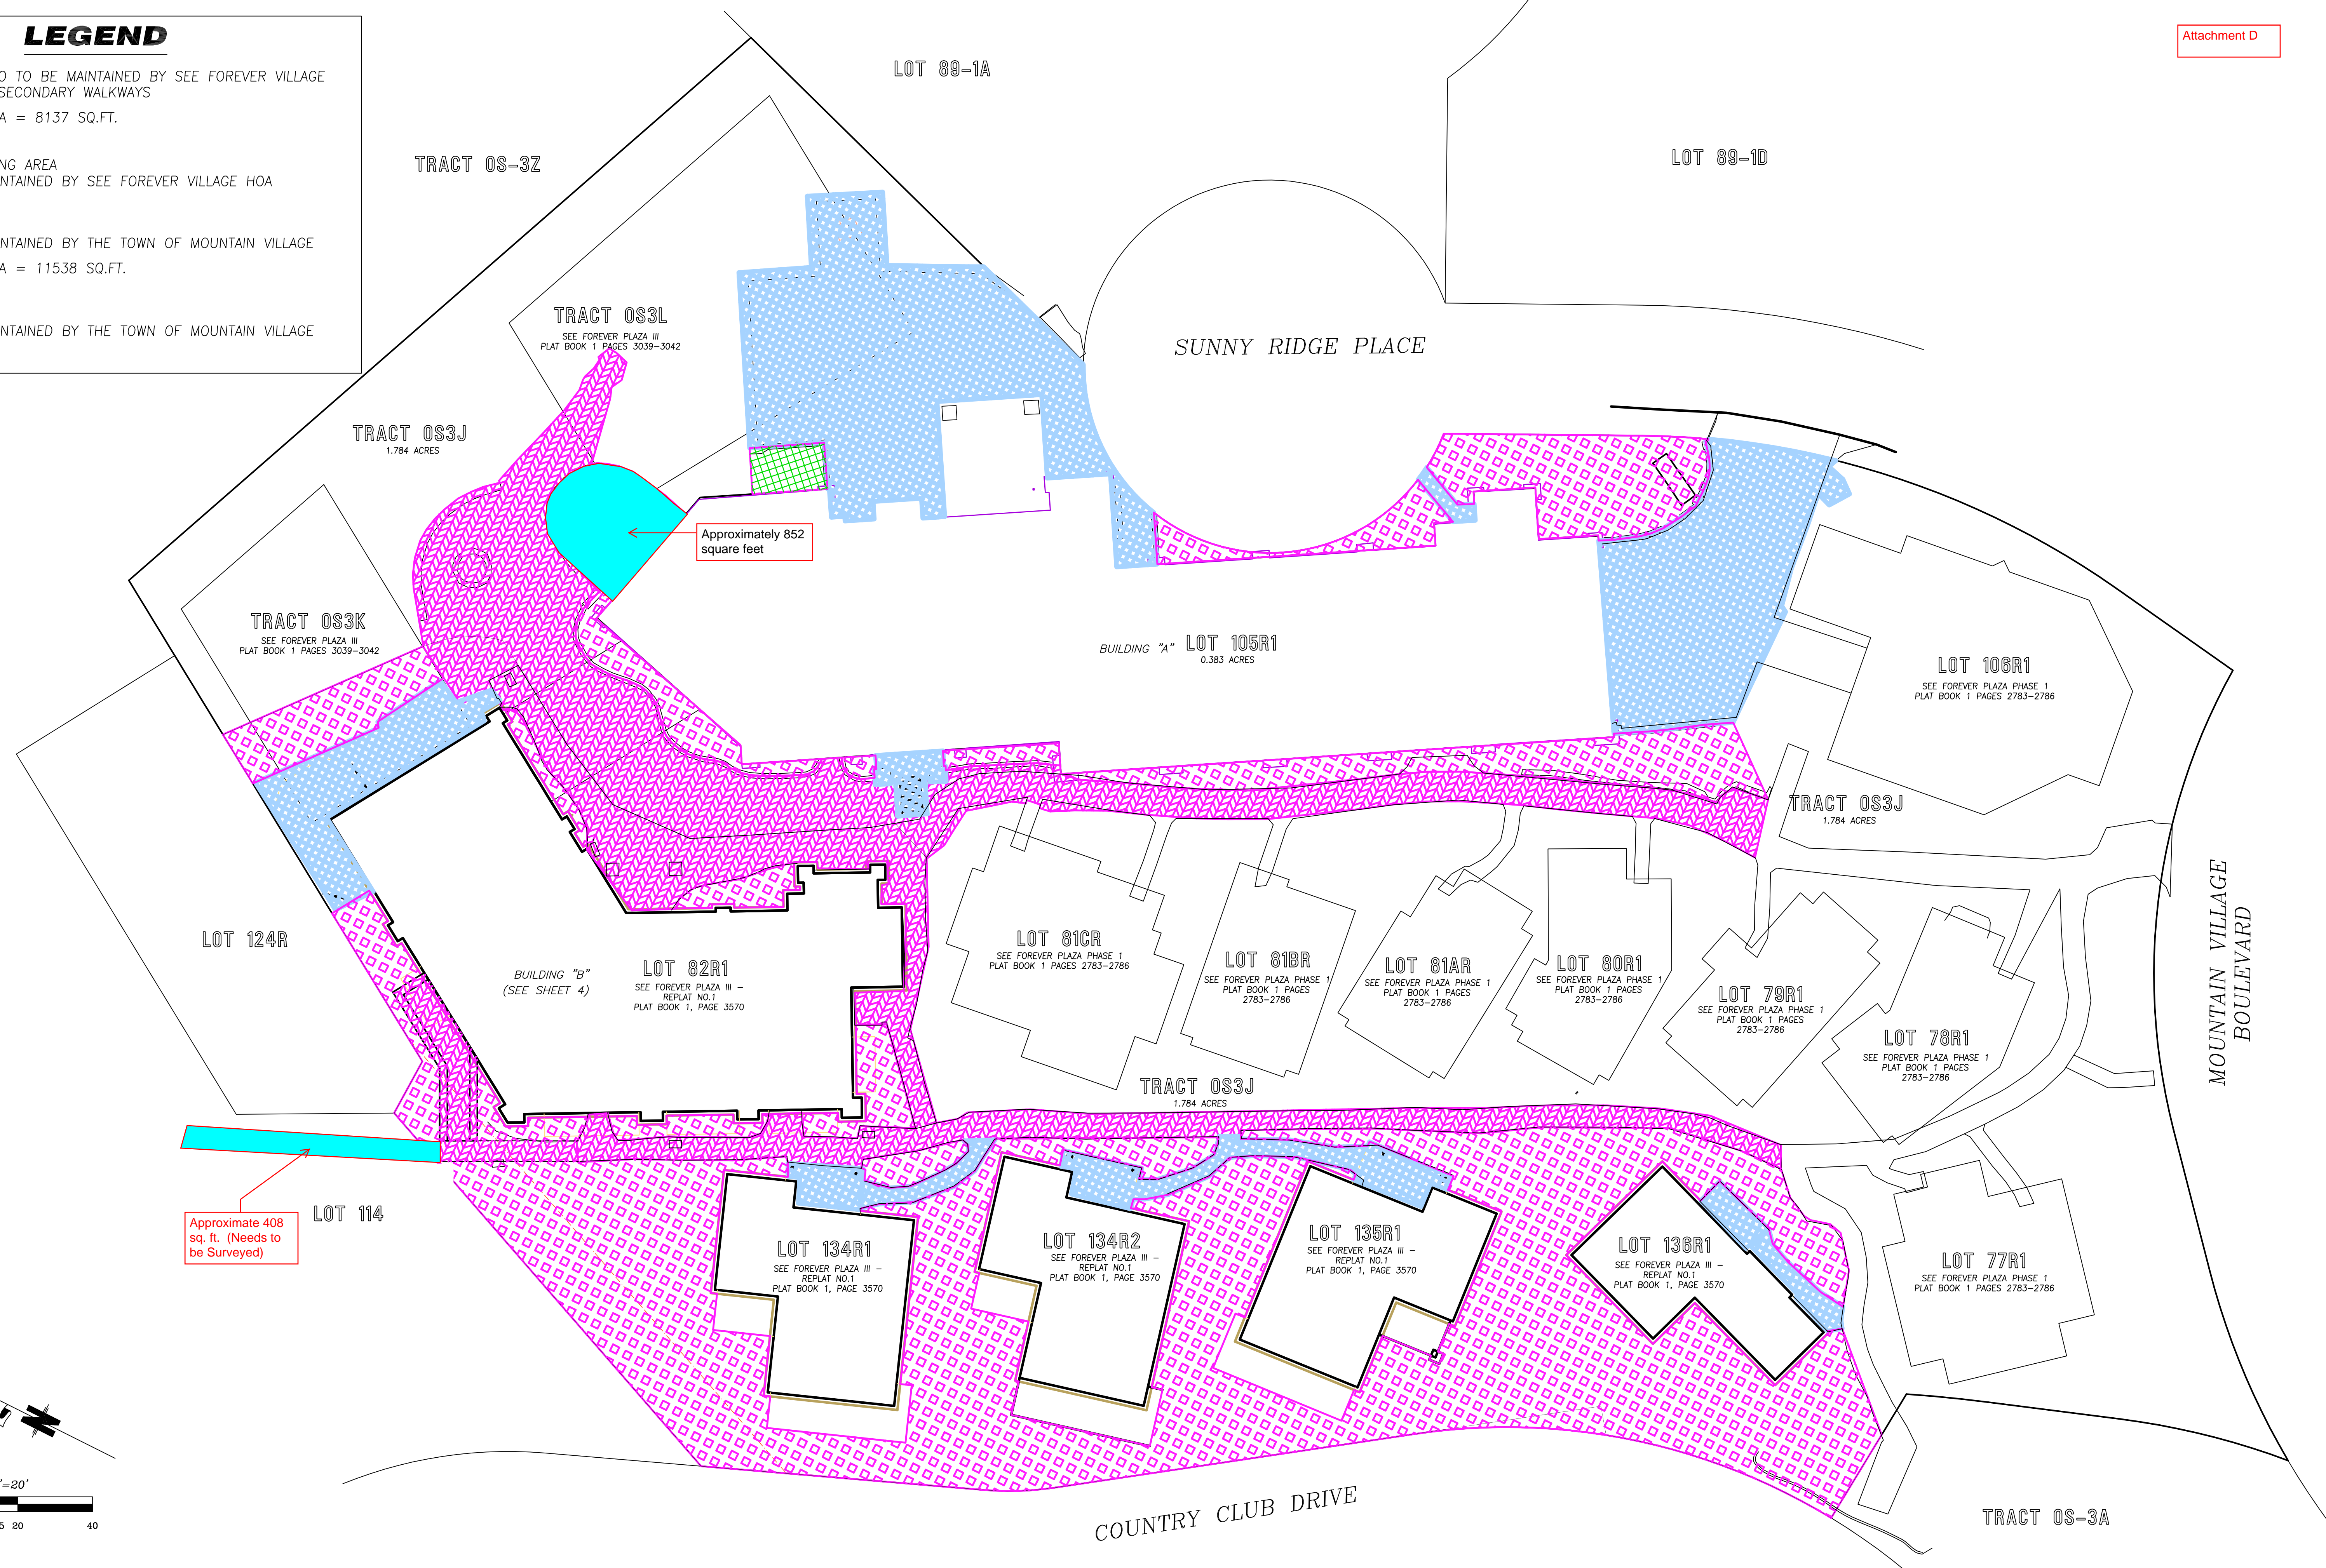 LEGEND
O TO BE MAINTAINED BY SEE FOREVER VILLAGE
SECONDARY WALKWAYS
A = 8137 SQ.FT.
NG AREA
NTAINED BY SEE FOREVER VILLAGE HOA
NTAINED BY THE TOWN OF MOUNTAIN VILLAGE
A = 11538 SQ.FT.
NTAINED BY THE TOWN OF MOUNTAIN VILLAGE
Attachment D
LOT 89-1A
LOT 89-1D
TRACT OS-3Z
TRACT OS3L
SEE FOREVER PLAZA III
PLAT BOOK 1 PAGES 3039-3042
SUNNY RIDGE PLACE
TRACT OS3J
1.784 ACRES
Approximately 852
square feet
TRACT OS3K
SEE FOREVER PLAZA III
PLAT BOOK 1 PAGES 3039-3042
BUILDING "A"
LOT 105R1
0.383 ACRES
LOT 106R1
SEE FOREVER PLAZA PHASE 1
PLAT BOOK 1 PAGES 2783-2786
TRACT OS3J
1.784 ACRES
MOUNTAIN VILLAGE
BOULEVARD
LOT 124R
BUILDING "B"
(SEE SHEET 4)
LOT 82R1
SEE FOREVER PLAZA III -
REPLAT NO.1
PLAT BOOK 1, PAGE 3570
LOT 81CR
SEE FOREVER PLAZA PHASE 1
PLAT BOOK 1 PAGES 2783-2786
LOT 81BR
SEE FOREVER PLAZA PHASE 1
PLAT BOOK 1 PAGES
2783-2786
LOT 81AR
SEE FOREVER PLAZA PHASE 1
PLAT BOOK 1 PAGES
2783-2786
LOT 80R1
SEE FOREVER PLAZA PHASE 1
PLAT BOOK 1 PAGES
2783-2786
LOT 79R1
SEE FOREVER PLAZA PHASE 1
PLAT BOOK 1 PAGES
2783-2786
LOT 78R1
SEE FOREVER PLAZA PHASE 1
PLAT BOOK 1 PAGES
2783-2786
TRACT OS3J
1.784 ACRES
Approximate 408
sq. ft. (Needs to
be Surveyed)
LOT 114
LOT 134R1
SEE FOREVER PLAZA III -
REPLAT NO.1
PLAT BOOK 1, PAGE 3570
LOT 134R2
SEE FOREVER PLAZA III -
REPLAT NO.1
PLAT BOOK 1, PAGE 3570
LOT 135R1
SEE FOREVER PLAZA III -
REPLAT NO.1
PLAT BOOK 1, PAGE 3570
LOT 136R1
SEE FOREVER PLAZA III -
REPLAT NO.1
PLAT BOOK 1, PAGE 3570
LOT 77R1
SEE FOREVER PLAZA PHASE 1
PLAT BOOK 1 PAGES 2783-2786
N
'=20'
20 40
COUNTRY CLUB DRIVE
TRACT OS-3A